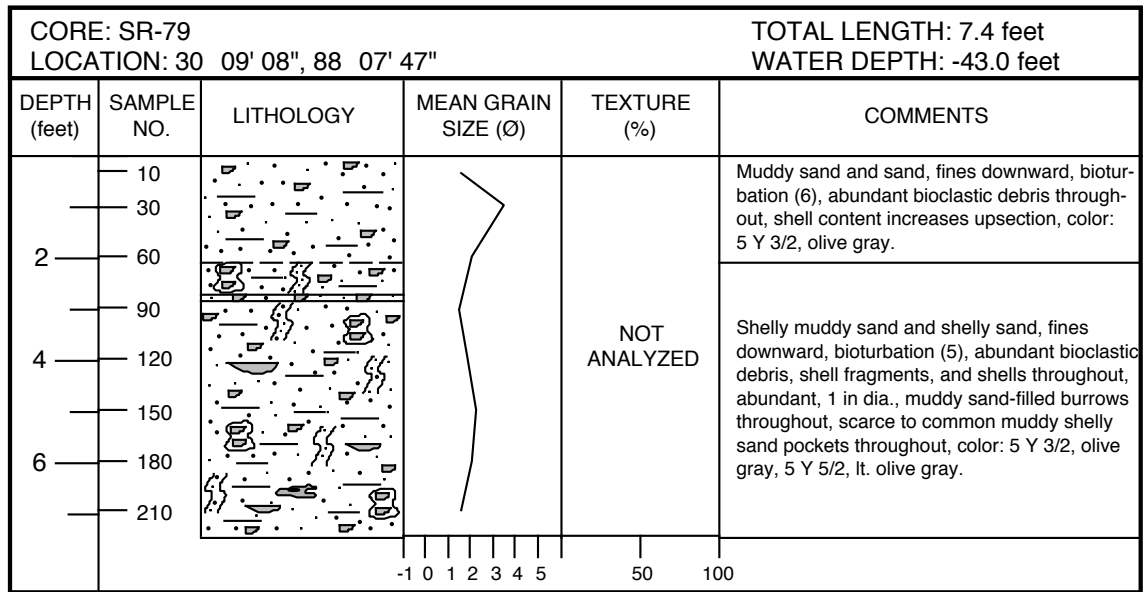 CORE: SR-79
TOTAL LENGTH: 7.4 feet
LOCATION: 30 09' 08", 88 07' 47"
WATER DEPTH: -43.0 feet
DEPTH
(feet)
SAMPLE
NO.
LITHOLOGY
MEAN GRAIN
SIZE (Ø)
TEXTURE
(%)
COMMENTS
10
30
2
60
90
4
120
150
6
180
210
NOT
ANALYZED
Muddy sand and sand, fines downward, biotur-
bation (6), abundant bioclastic debris through-
out, shell content increases upsection, color:
5 Y 3/2, olive gray.
Shelly muddy sand and shelly sand, fines
downward, bioturbation (5), abundant bioclastic
debris, shell fragments, and shells throughout,
abundant, 1 in dia., muddy sand-filled burrows
throughout, scarce to common muddy shelly
sand pockets throughout, color: 5 Y 3/2, olive
gray, 5 Y 5/2, lt. olive gray.
-1 0 1 2 3 4 5
50 100